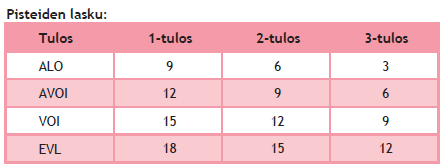 Pisteiden lasku:
Tulos 1-tulos 2-tulos 3-tulos
ALO 9 6 3
AVOI 12 9 6
VOI 15 12 9
EVL 18 15 12